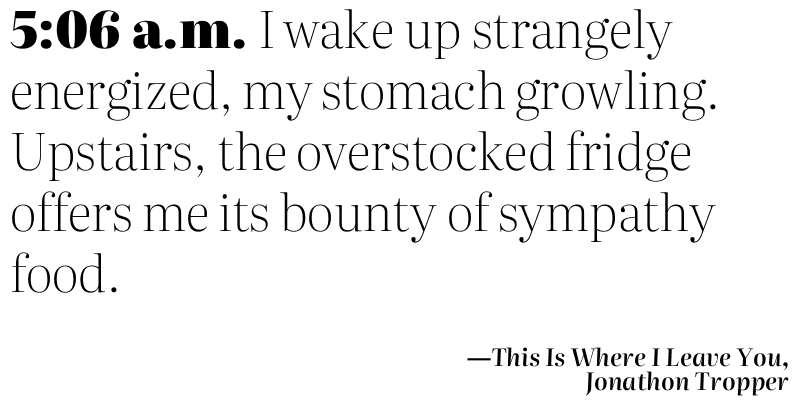 5:06 a.m. I wake up strangely
energized, my stomach growling.
Upstairs, the overstocked fridge
offers me its bounty of sympathy
food.
—This Is Where I Leave You,
Jonathon Tropper